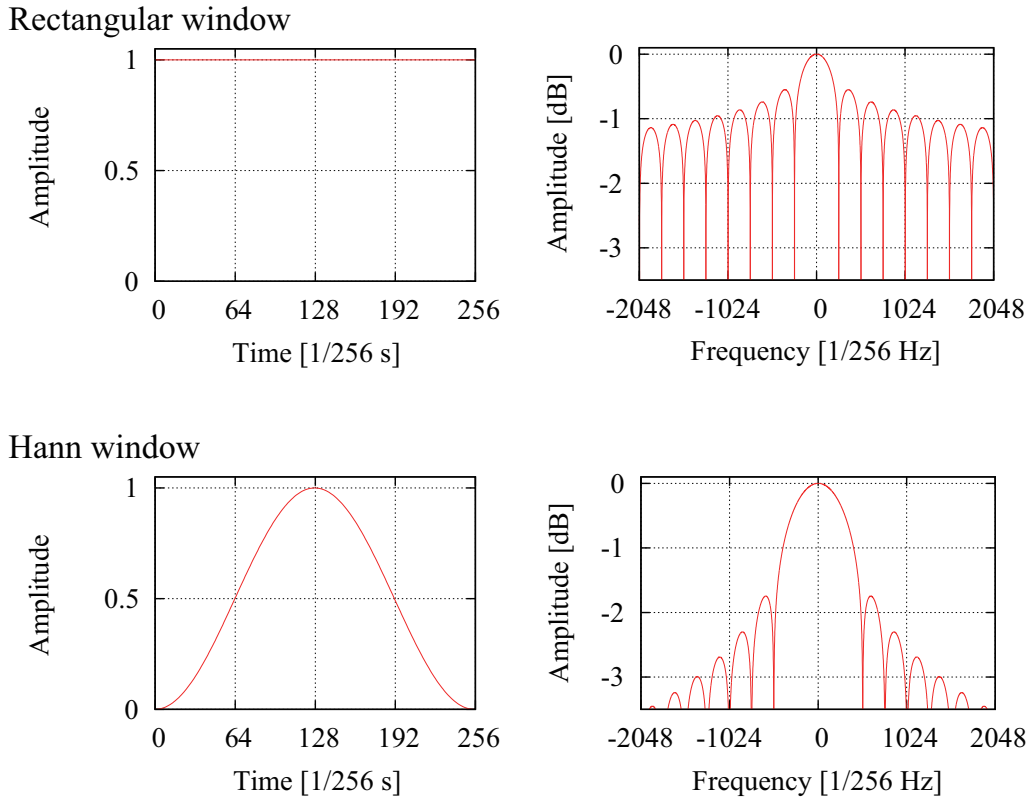 Rectangular window
1
0.5
0
Amplitude
0 64 128 192 256
Time [1/256 s]
0
-1
-2
-3
Amplitude [dB]
-2048 -1024 0 1024 2048
Frequency [1/256 Hz]
Hann window
1
0.5
0
Amplitude
0 64 128 192 256
Time [1/256 s]
0
-1
-2
-3
Amplitude [dB]
-2048 -1024 0 1024 2048
Frequency [1/256 Hz]